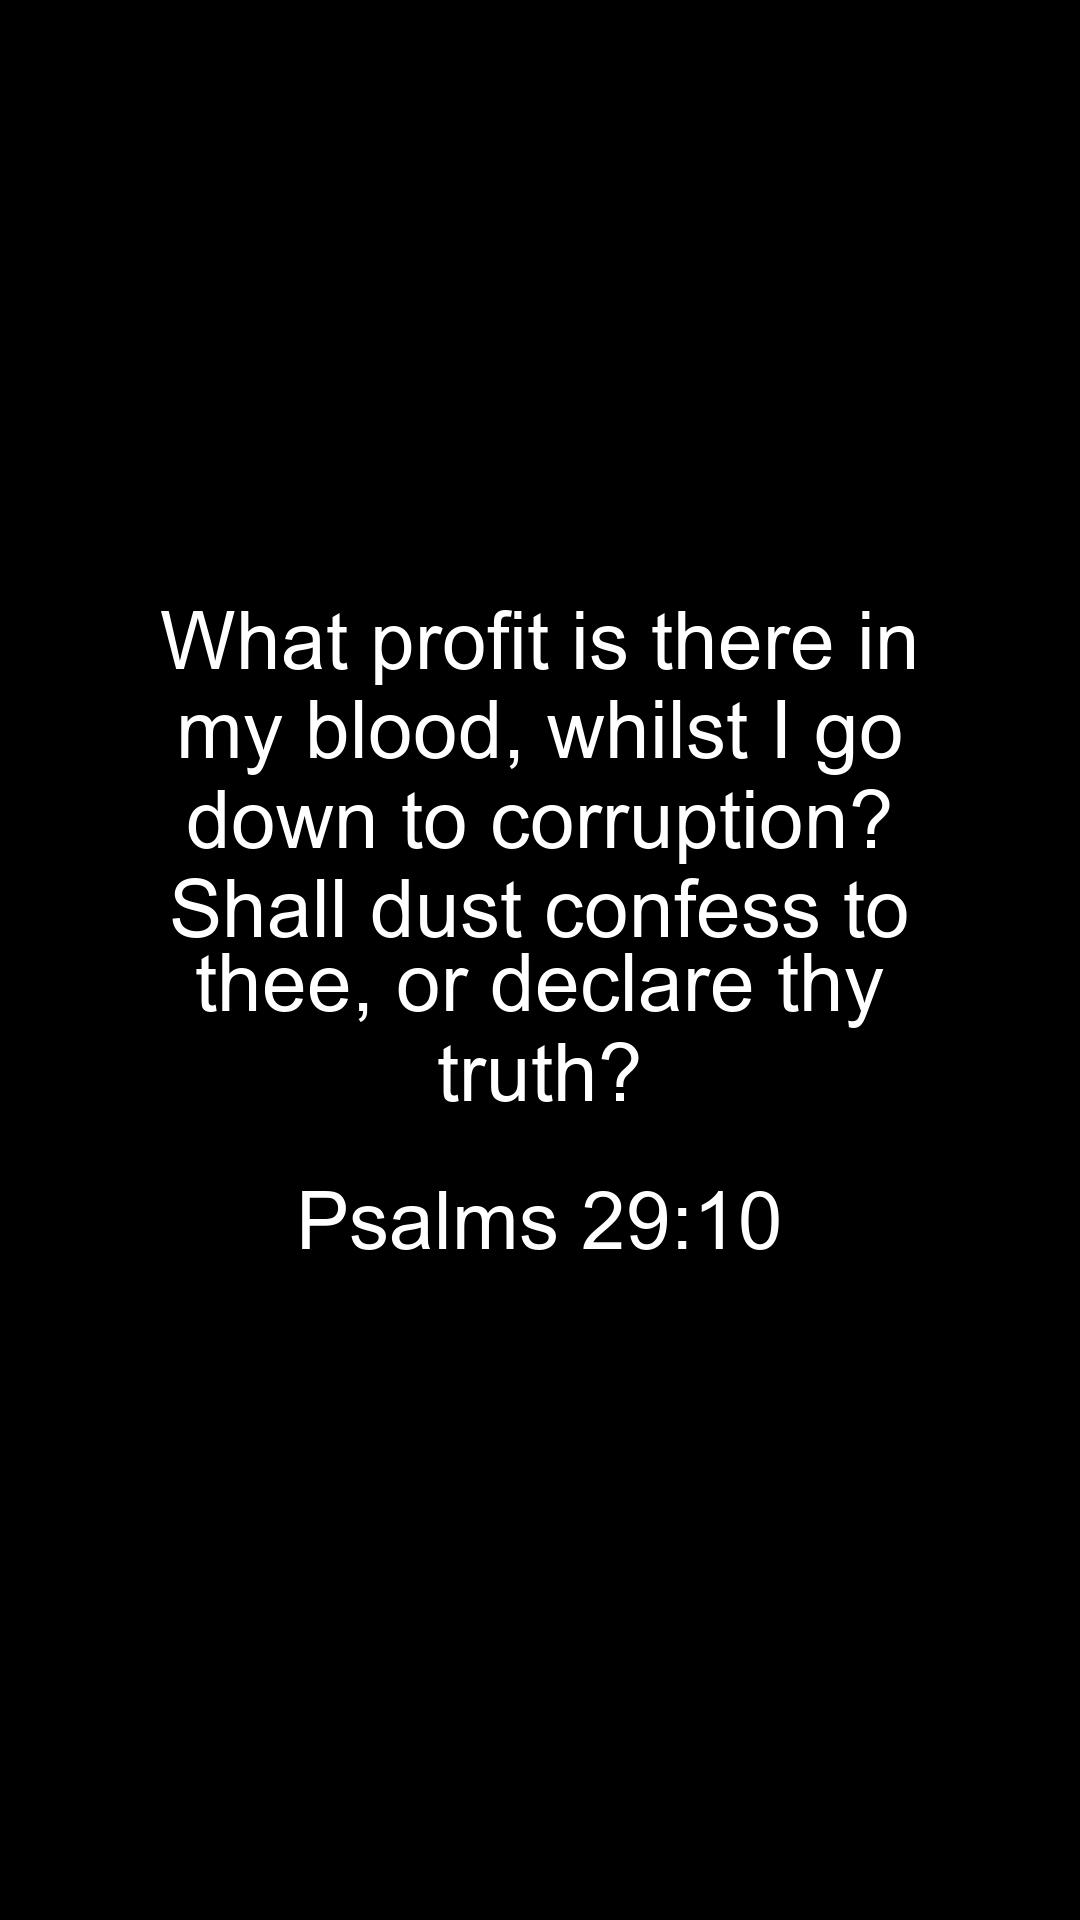 What profit is there in
my blood, whilst I go
down to corruption?
Shall dust confess to
thee, or declare thy
truth?
Psalms 29:10